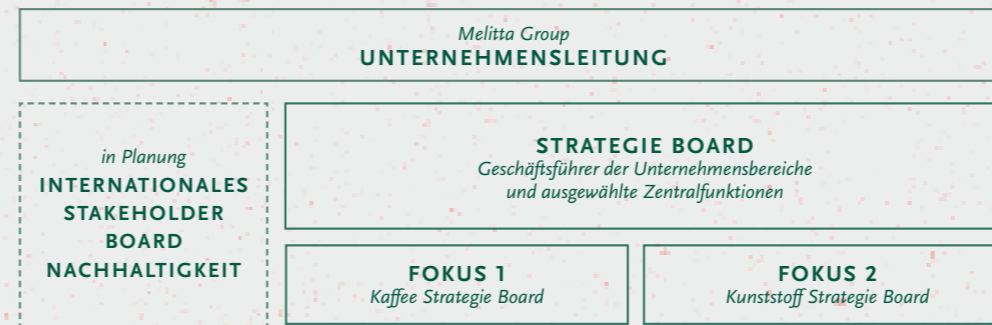 Melitta Group
UNTERNEHMENSLEITUNG
in Planung
INTERNATIONALES
STAKEHOLDER
BOARD
NACHHALTIGKEIT
STRATEGIE BOARD
Geschäftsführer der Unternehmensbereiche
und ausgewählte Zentralfunktionen
FOKUS 1
Kaffee Strategie Board
FOKUS 2
Kunststoff Strategie Board